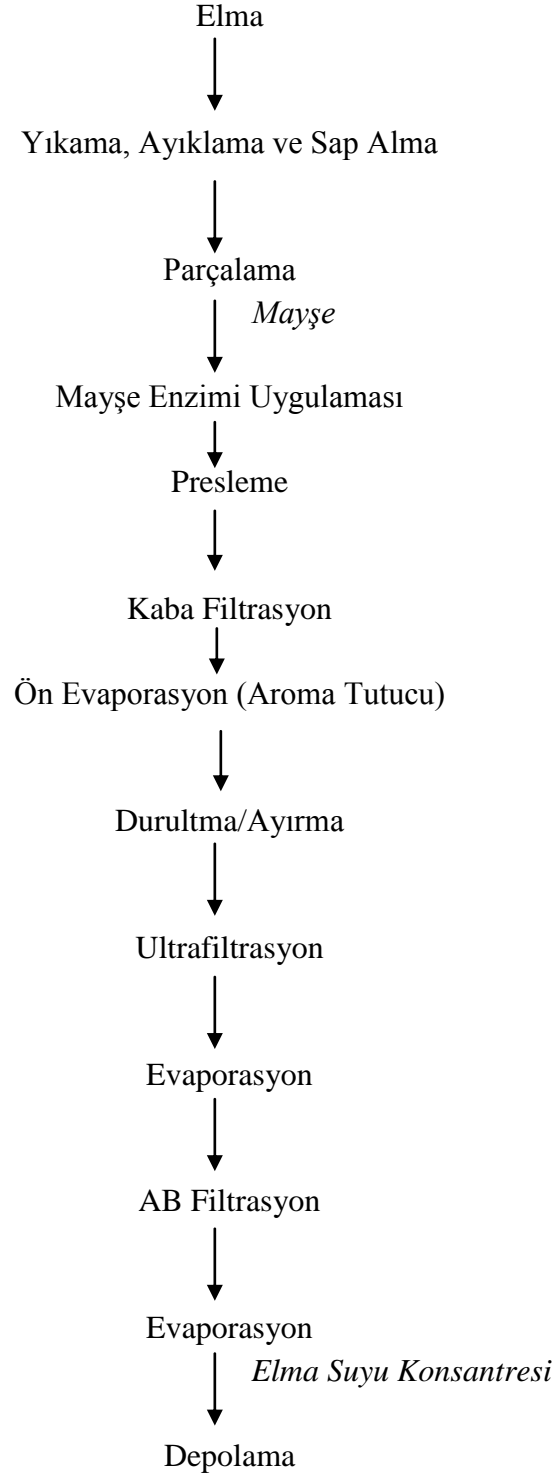 Elma
Yıkama, Ayıklama ve Sap Alma
Parçalama
Mayşe
Mayşe Enzimi Uygulaması
Presleme
Kaba Filtrasyon
Ön Evaporasyon (Aroma Tutucu)
Durultma/Ayırma
Ultrafiltrasyon
Evaporasyon
AB Filtrasyon
Evaporasyon
Elma Suyu Konsantresi
Depolama